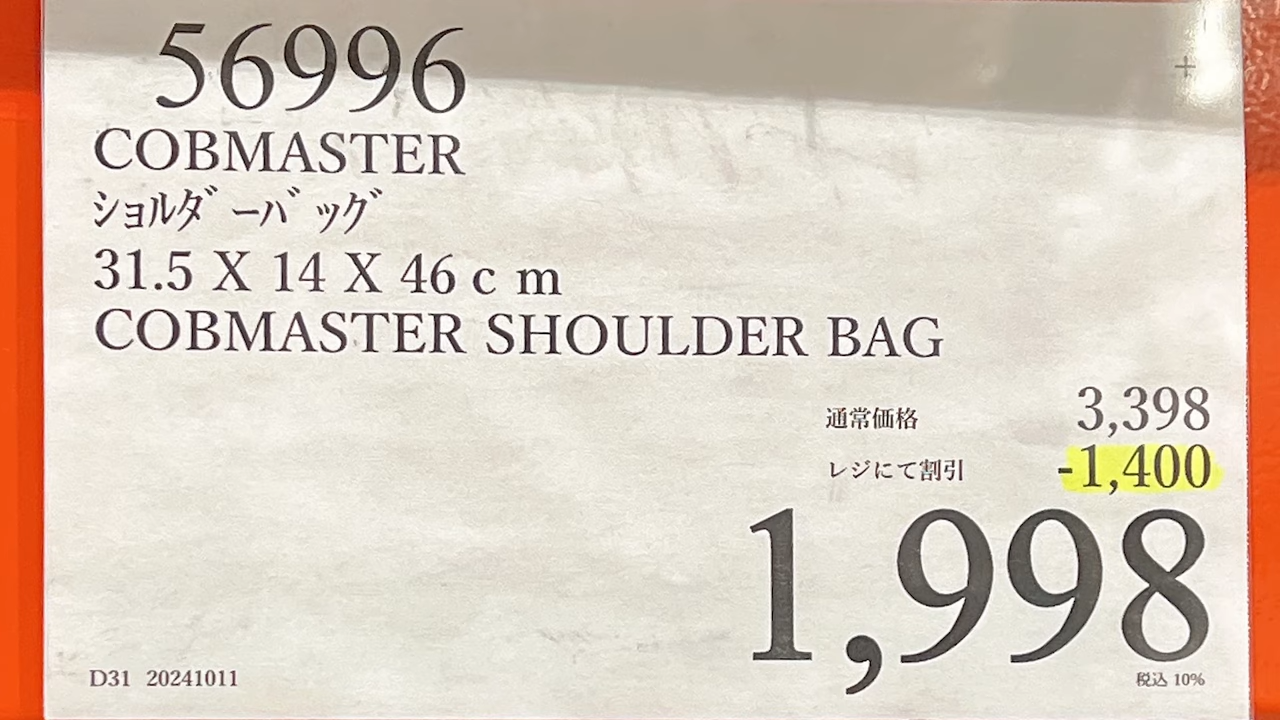 56996
COBMASTER
ショルダーバッグ
31.5 X 14 X 46 c m
COBMASTER SHOULDER BAG
通常価格 3,398
レジにて割引 -1,400
1,998
D31 20241011 税込 10%